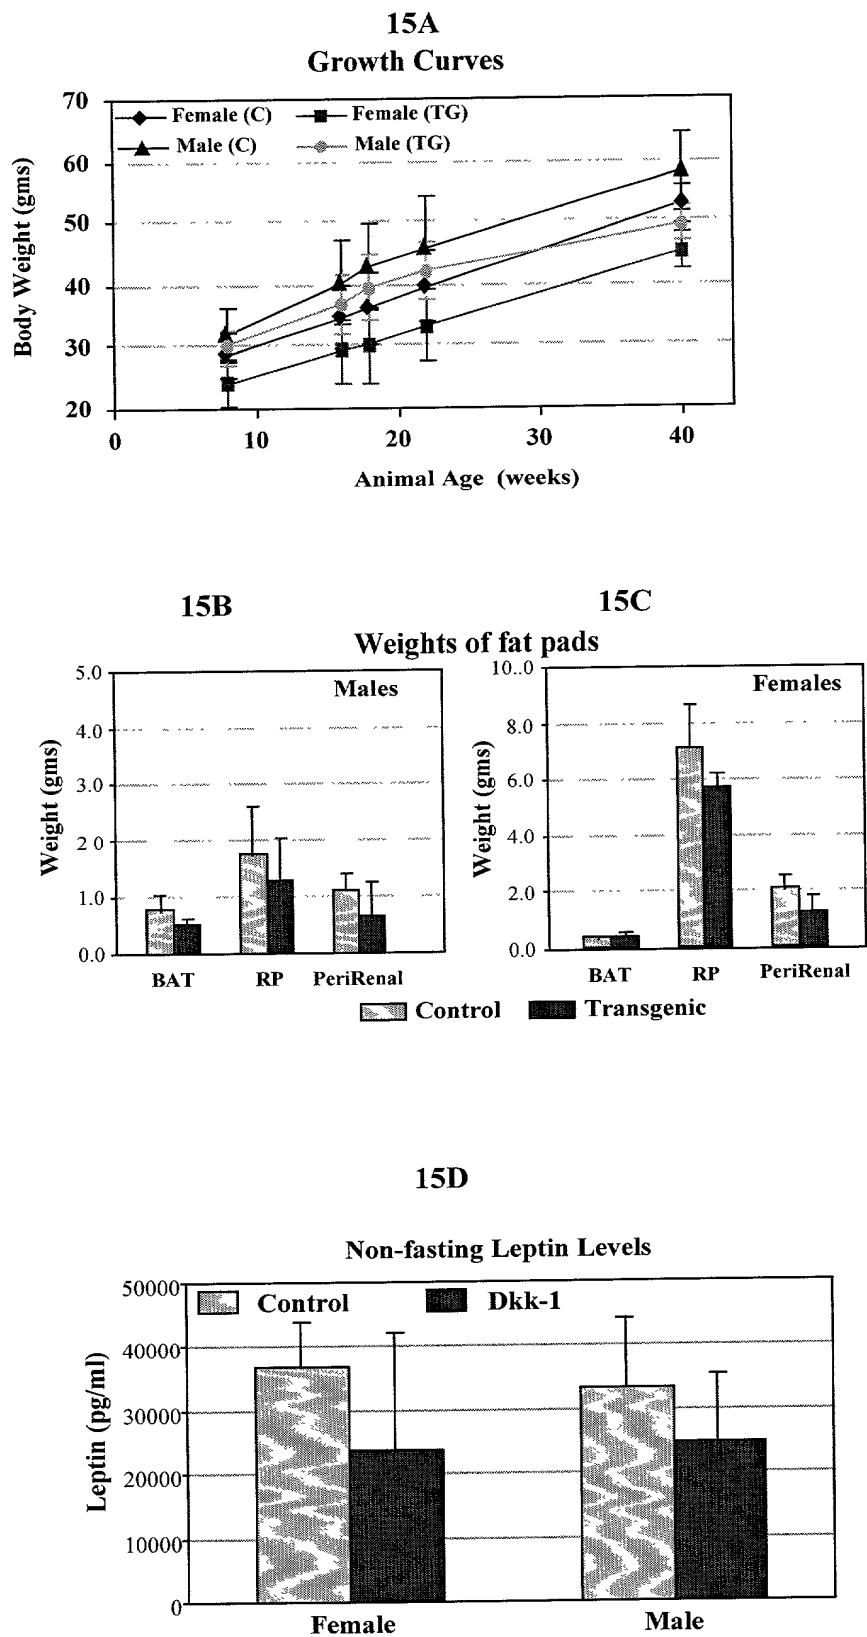 15A
Growth Curves
Female (C) Female (TG)
Male (C) Male (TG)
70
60
50
40
30
20
0 10 20 30 40
Body Weight (gms)
Animal Age (weeks)
15B 15C
Weights of fat pads
Males
5.0
4.0
3.0
2 0
1.0
0.0
Weight (gms)
BAT RP PeriRenal
Females
10..0
8.0
6.0
4.0
2.0
0.0
Weight (gms)
BAT RP PeriRenal
Control Transgenic
15D
Non-fasting Leptin Levels
Control Dkk-1
50000
40000
30000
20000
10000
0
Leptin (pg/ml)
Female Male